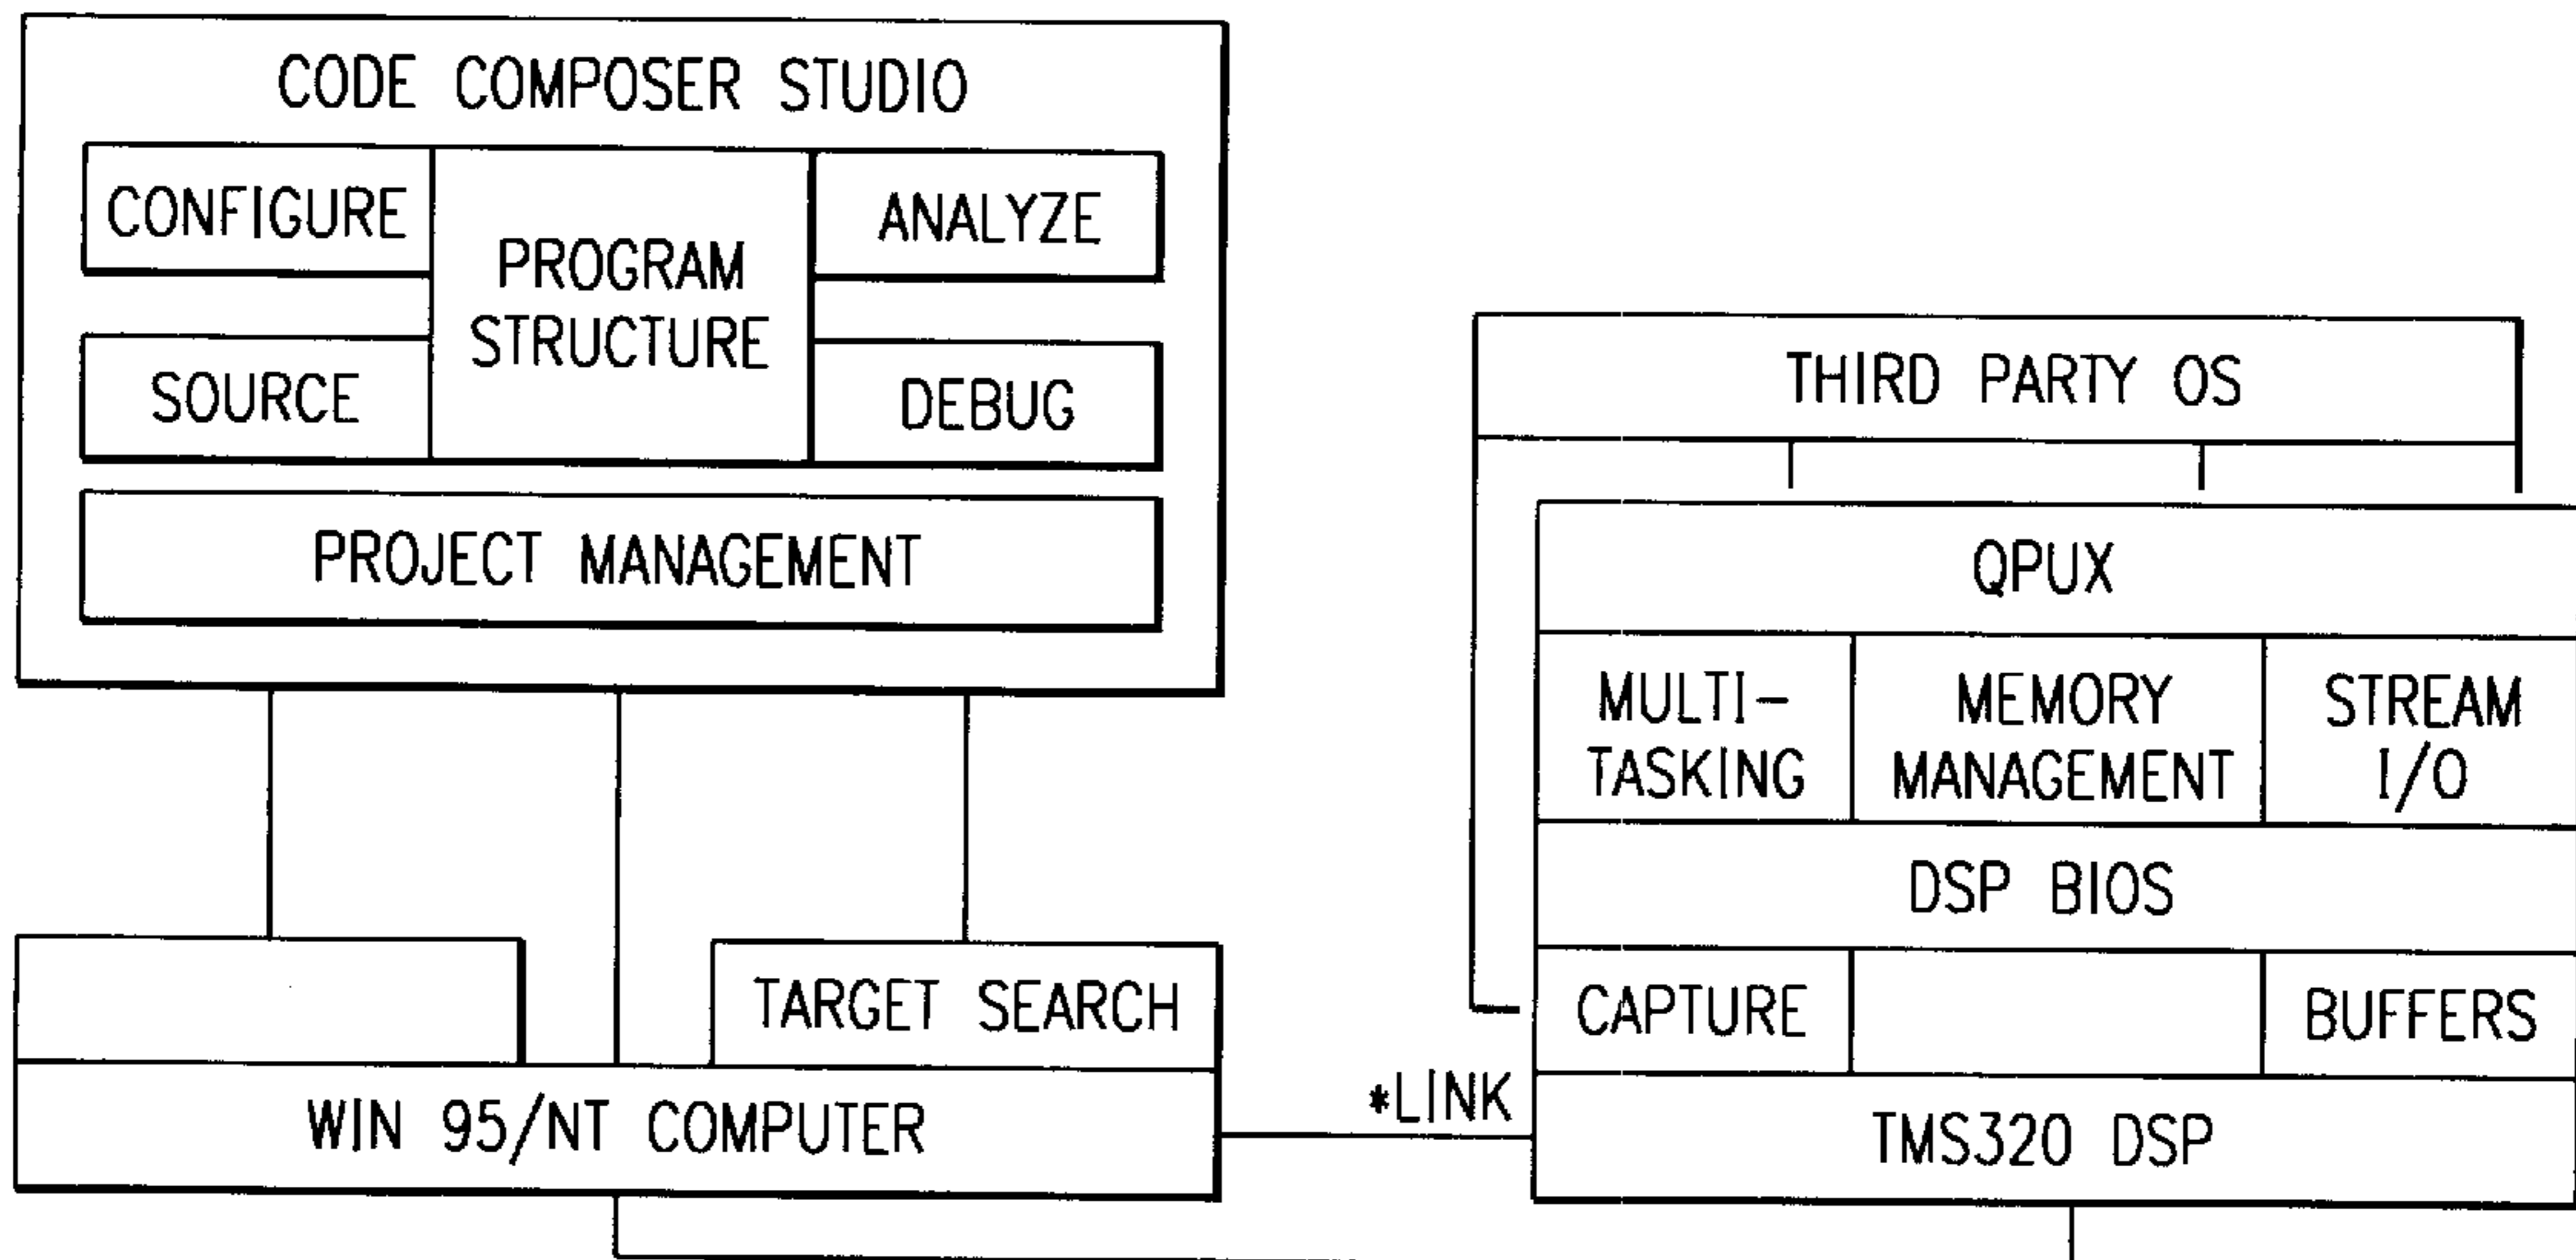 CODE COMPOSER STUDIO
CONFIGURE
PROGRAM
STRUCTURE
ANALYZE
SOURCE
DEBUG
PROJECT MANAGEMENT
TARGET SEARCH
WIN 95/NT COMPUTER
*LINK
THIRD PARTY OS
QPUX
MULTI-
TASKING
MEMORY
MANAGEMENT
STREAM
I/O
DSP BIOS
CAPTURE
BUFFERS
TMS320 DSP